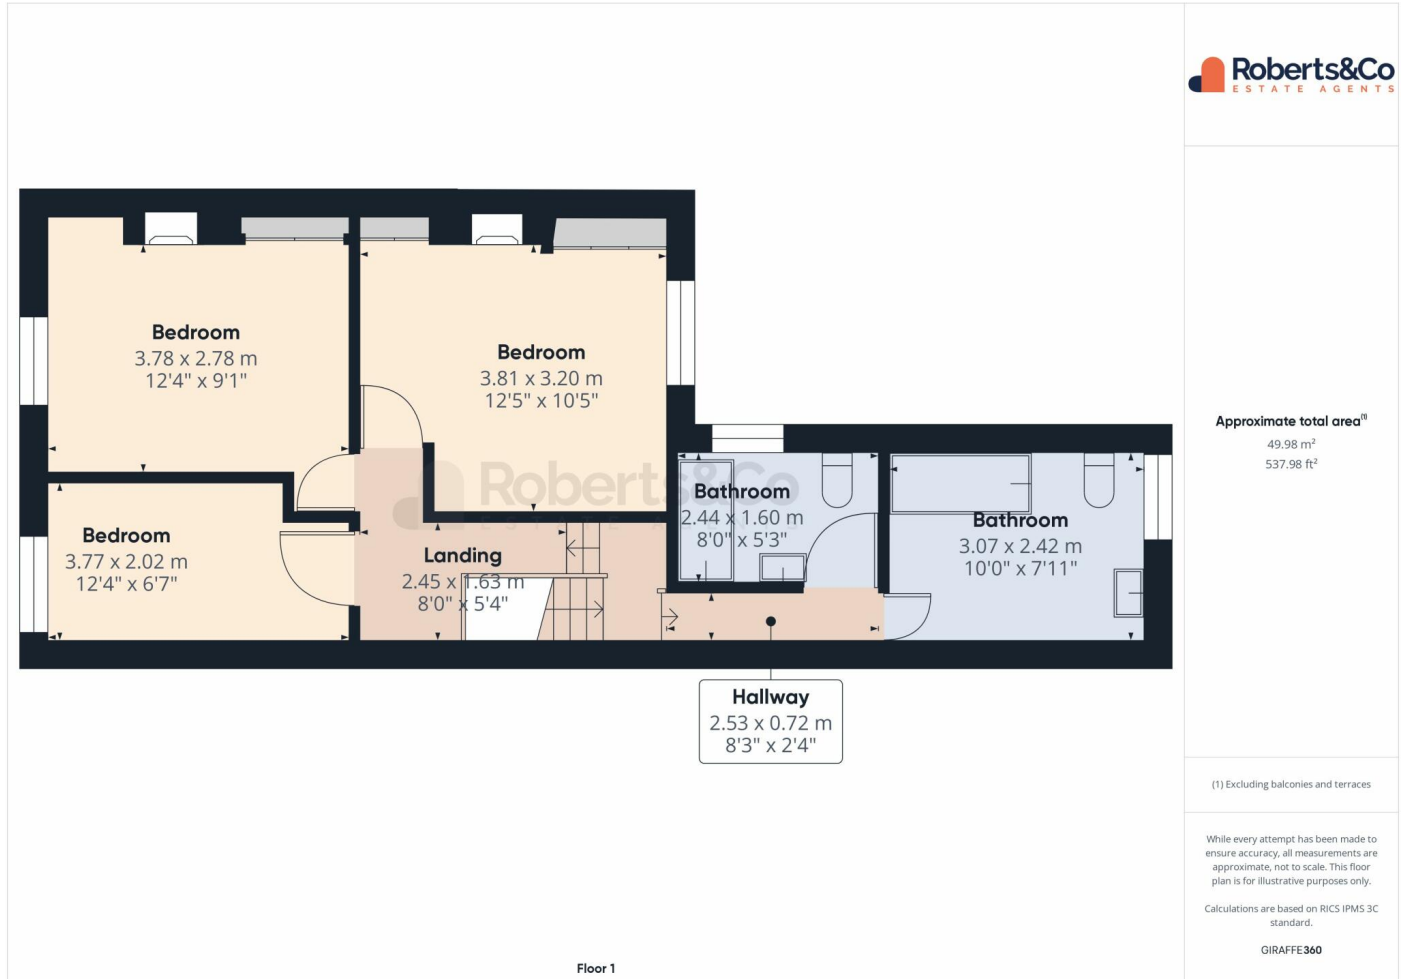 Roberts&Co
ESTATE AGENTS
Bedroom
3.78 x 2.78 m
12'4" x 9'1"
Bedroom
3.81 x 3.20 m
12'5" x 10'5"
Bedroom
3.77 x 2.02 m
12'4" x 6'7"
Roberts&Co
Landing
2.45 x 1.63 m
8'0" x 5'4"
Bathroom
2.44 x 1.60 m
8'0" x 5'3"
Bathroom
3.07 x 2.42 m
10'0" x 7'11"
Hallway
2.53 x 0.72 m
8'3" x 2'4"
Floor 1
Approximate total area(1)
49.98 m²
537.98 ft²
(1) Excluding balconies and terraces
While every attempt has been made to
ensure accuracy, all measurements are
approximate, not to scale. This floor
plan is for illustrative purposes only.
Calculations are based on RICS IPMS 3C
standard.
GIRAFFE360